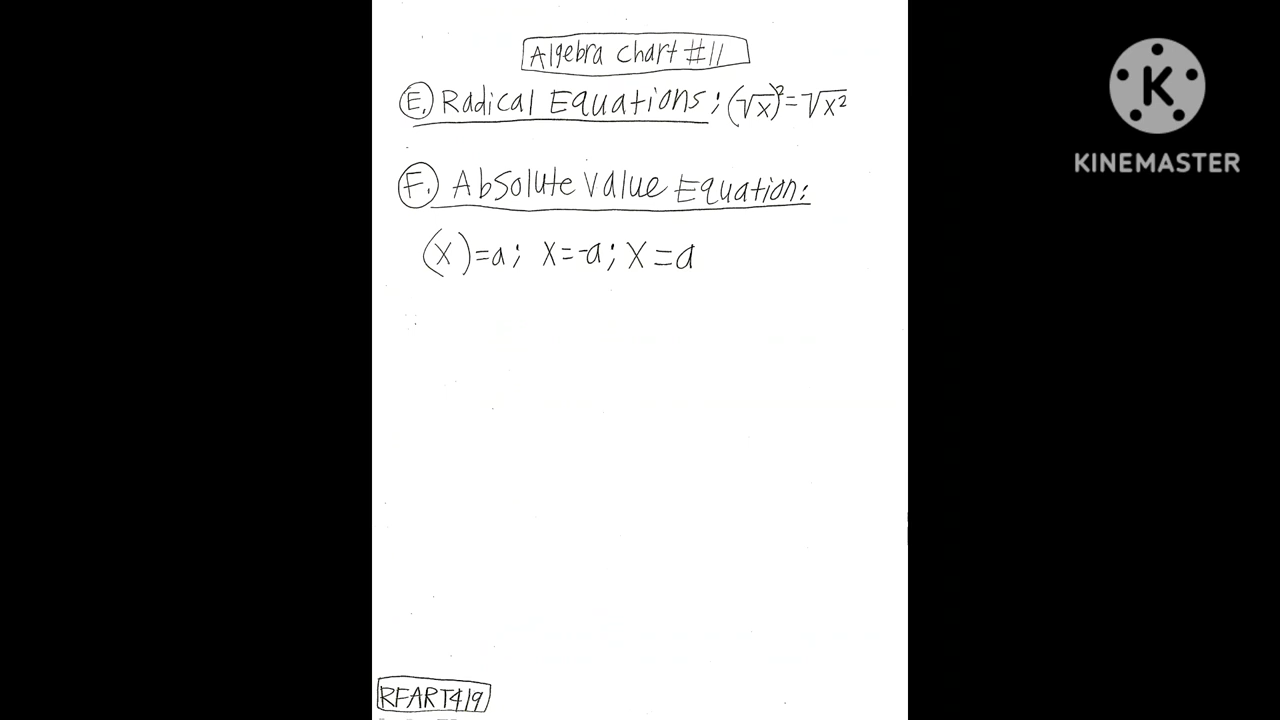 Algebra Chart #11
E. Radical Equations: (√x)² = √x²
F. Absolute Value Equation:
(x) = a; x = -a; x = a
RFART419
K
KINEMASTER